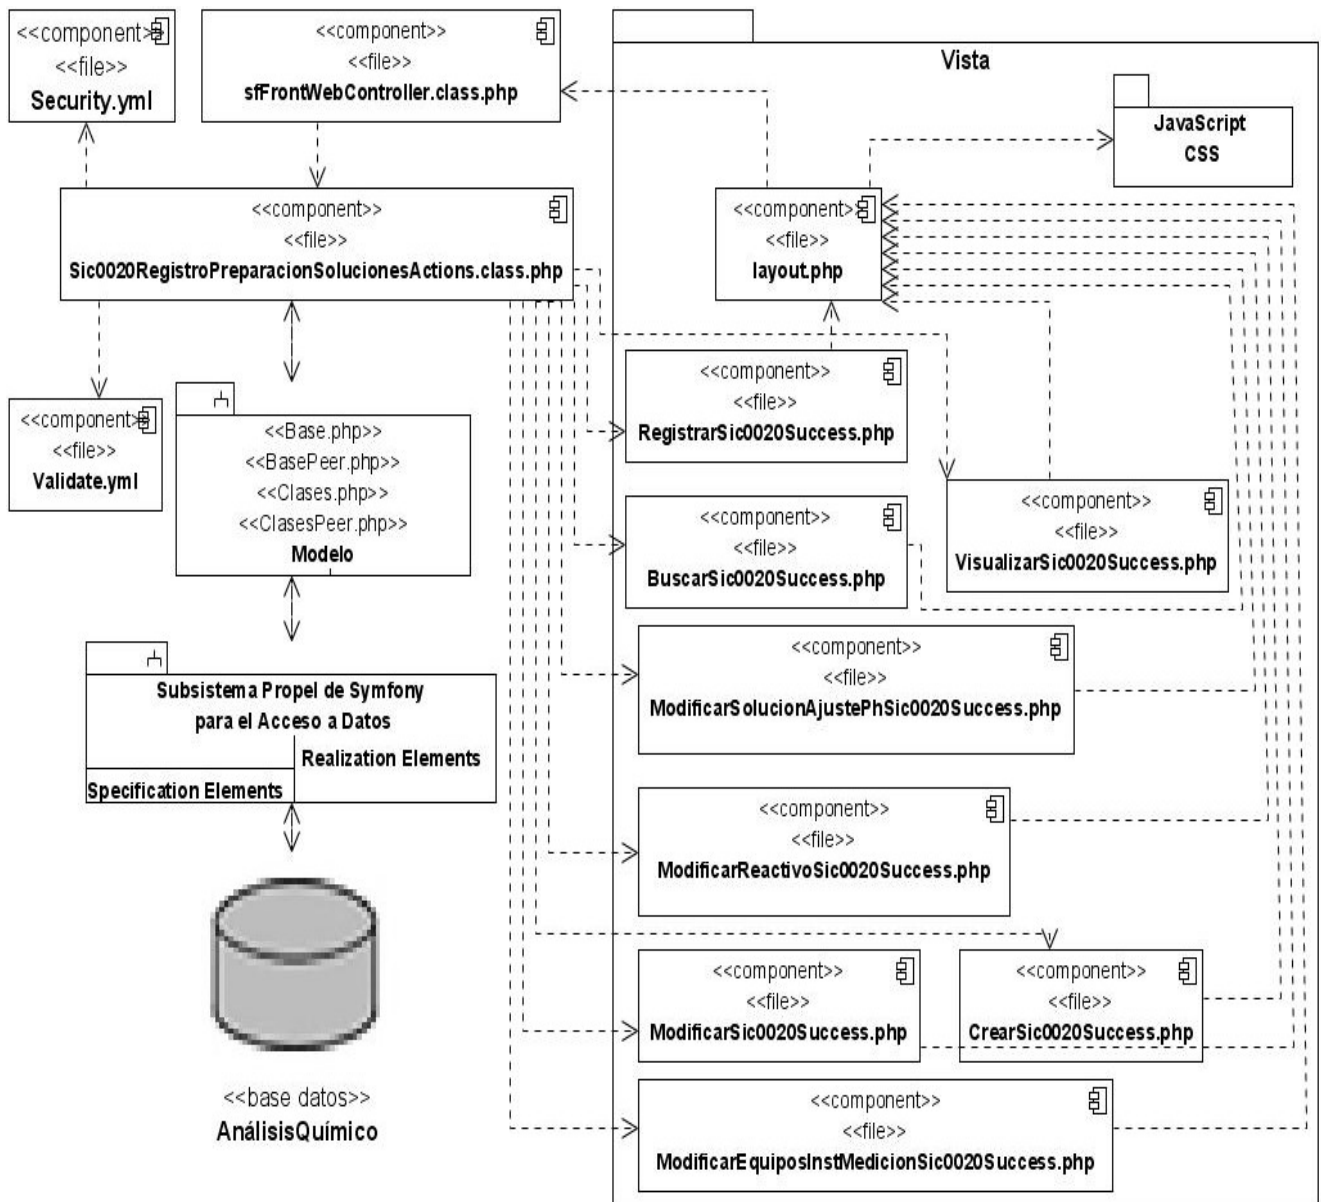 <<component>>
<<file>>
Security.yml
<<component>>
<<file>>
sfFrontWebController.class.php
Vista
JavaScript
CSS
<<component>>
<<file>>
Sic0020RegistroPreparacionSolucionesActions.class.php
<<component>>
<<file>>
layout.php
<<component>>
<<file>>
Validate.yml
<<Base.php>>
<<BasePeer.php>>
<<Clases.php>>
<<ClasesPeer.php>>
Modelo
<<component>>
<<file>>
RegistrarSic0020Success.php
<<component>>
<<file>>
VisualizarSic0020Success.php
<<component>>
<<file>>
BuscarSic0020Success.php
Subsistema Propel de Symfony
para el Acceso a Datos
Realization Elements
Specification Elements
<<component>>
<<file>>
ModificarSolucionAjustePhSic0020Success.php
<<component>>
<<file>>
ModificarReactivoSic0020Success.php
<<component>>
<<file>>
ModificarSic0020Success.php
<<component>>
<<file>>
CrearSic0020Success.php
<<base datos>>
AnálisisQuímico
<<component>>
<<file>>
ModificarEquiposInstMedicionSic0020Success.php